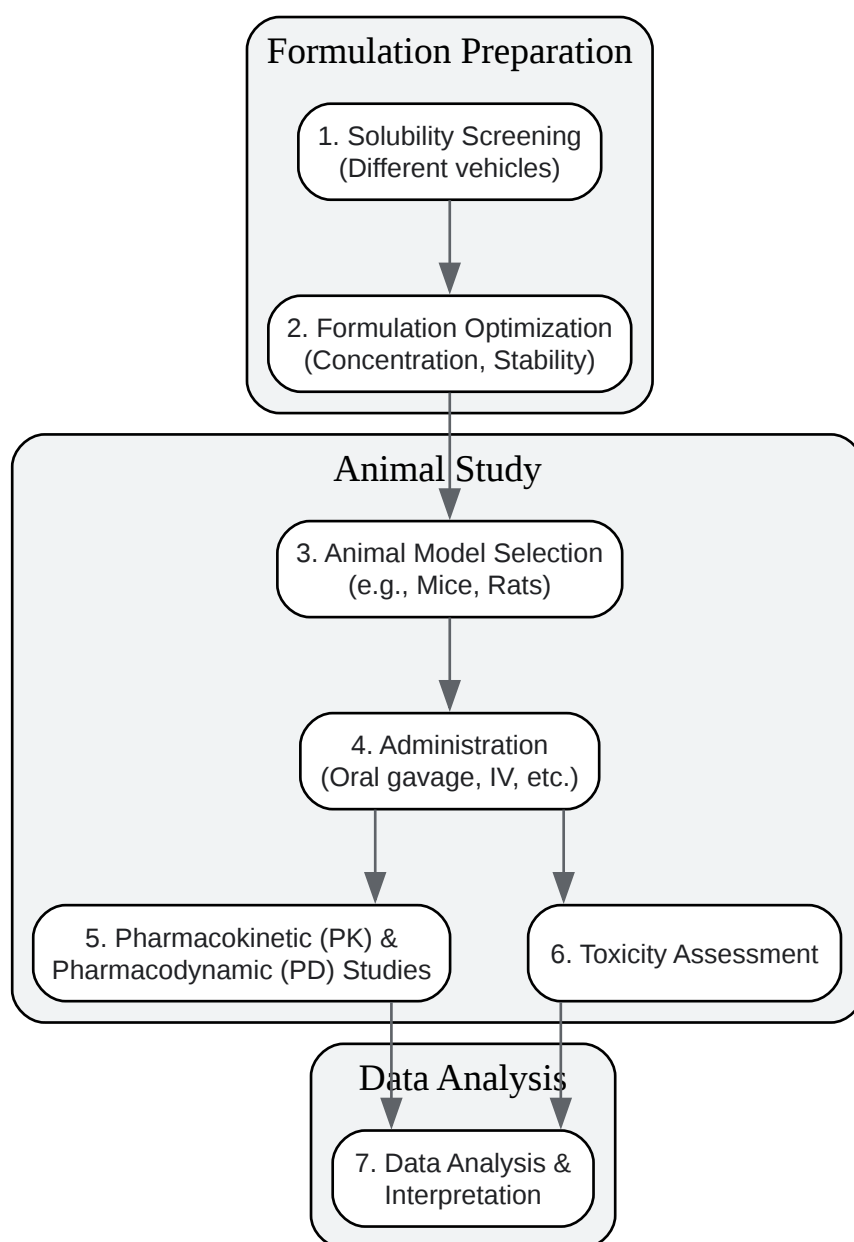 Formulation Preparation
1. Solubility Screening
(Different vehicles)
2. Formulation Optimization
(Concentration, Stability)
Animal Study
3. Animal Model Selection
(e.g., Mice, Rats)
4. Administration
(Oral gavage, IV, etc.)
5. Pharmacokinetic (PK) &
Pharmacodynamic (PD) Studies
6. Toxicity Assessment
Data Analysis
7. Data Analysis &
Interpretation